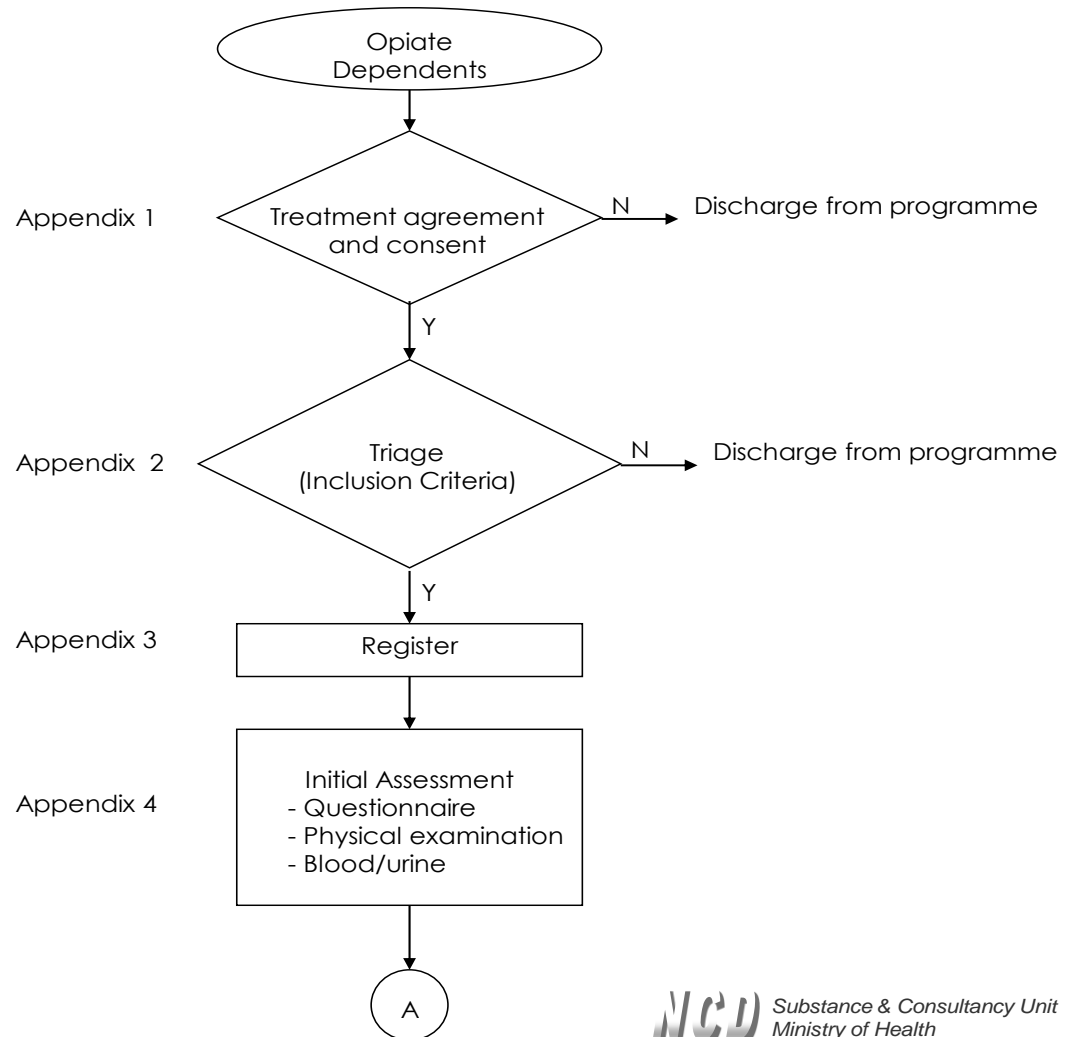 Opiate
Dependents
Appendix 1
Treatment agreement
and consent
N
Discharge from programme
Y
Appendix  2
Triage
(Inclusion Criteria)
N
Discharge from programme
Y
Appendix 3
Register
Appendix 4
Initial Assessment
- Questionnaire
- Physical examination
- Blood/urine
A
NCD
Substance & Consultancy Unit
Ministry of Health